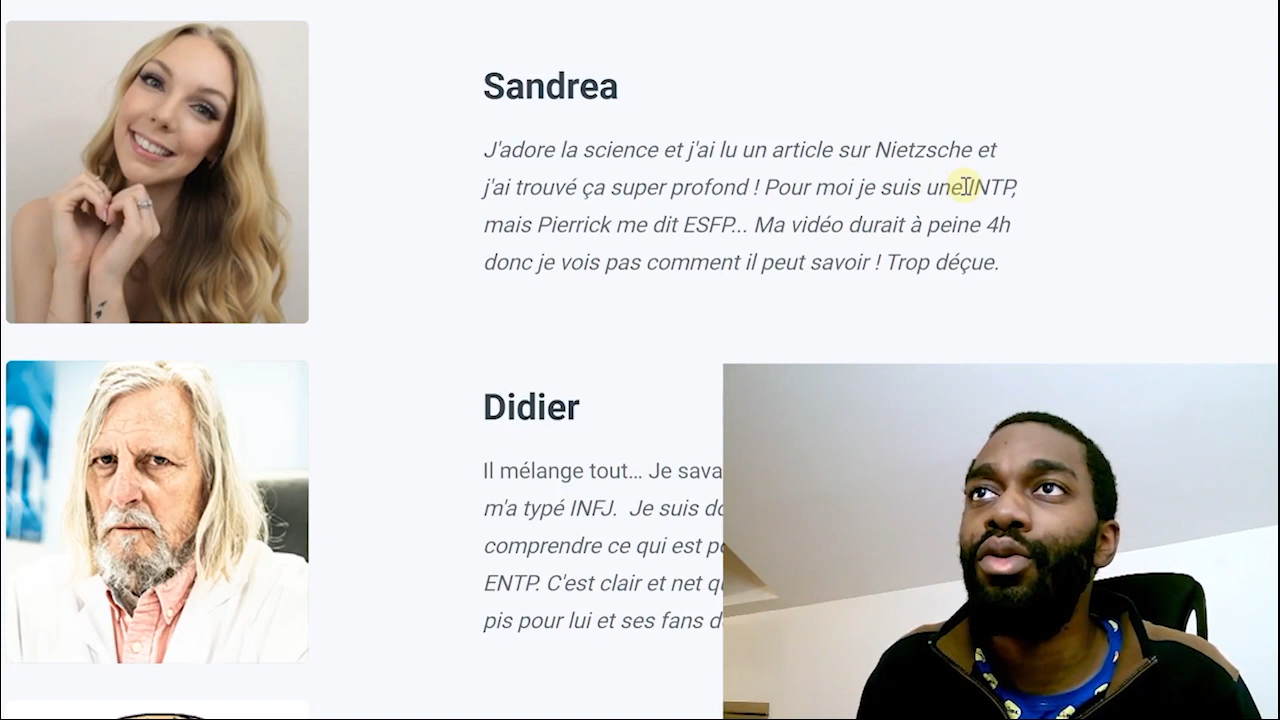 Sandrea
J'adore la science et j'ai lu un article sur Nietzsche et
j'ai trouvé ça super profond ! Pour moi je suis une INTP,
mais Pierrick me dit ESFP... Ma vidéo durait à peine 4h
donc je vois pas comment il peut savoir ! Trop déçue.
Didier
Il mélange tout... Je sava
m'a typé INFJ. Je suis
comprendre ce qui est
ENTP. C'est clair et net
pis pour lui et ses fans